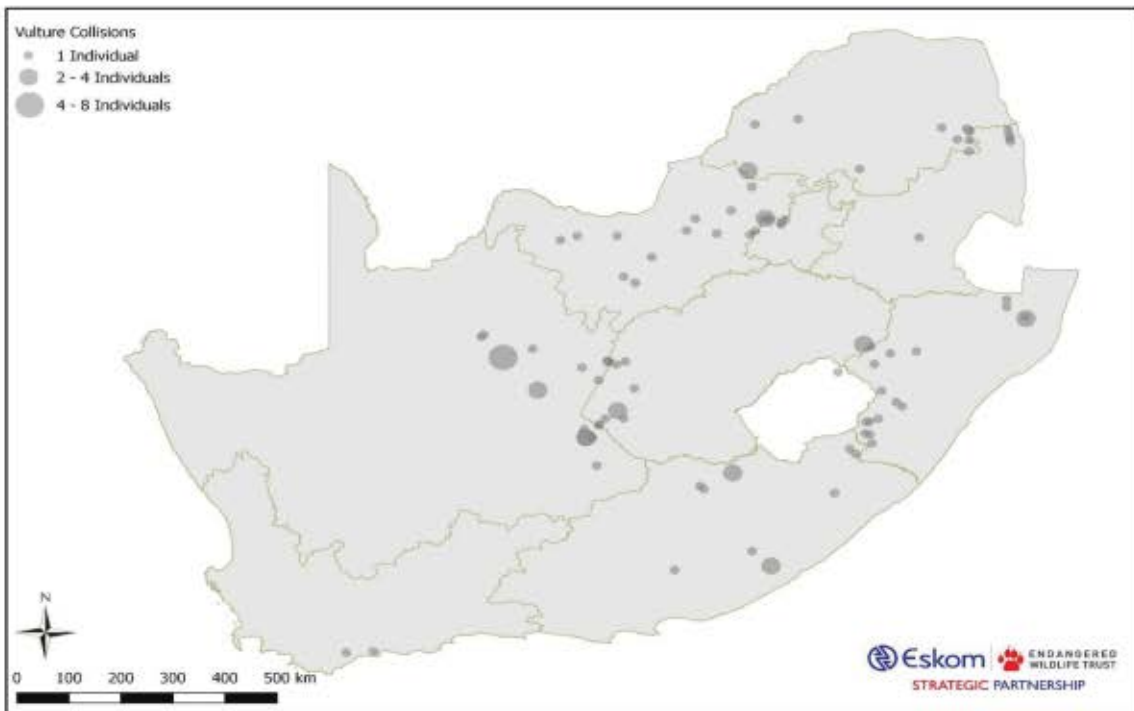 Vulture Collisions
1 Individual
2 - 4 Individuals
4 - 8 Individuals
N
0 100 200 300 400 500 km
Eskom
ENDANGERED
WILDLIFE TRUST
STRATEGIC PARTNERSHIP